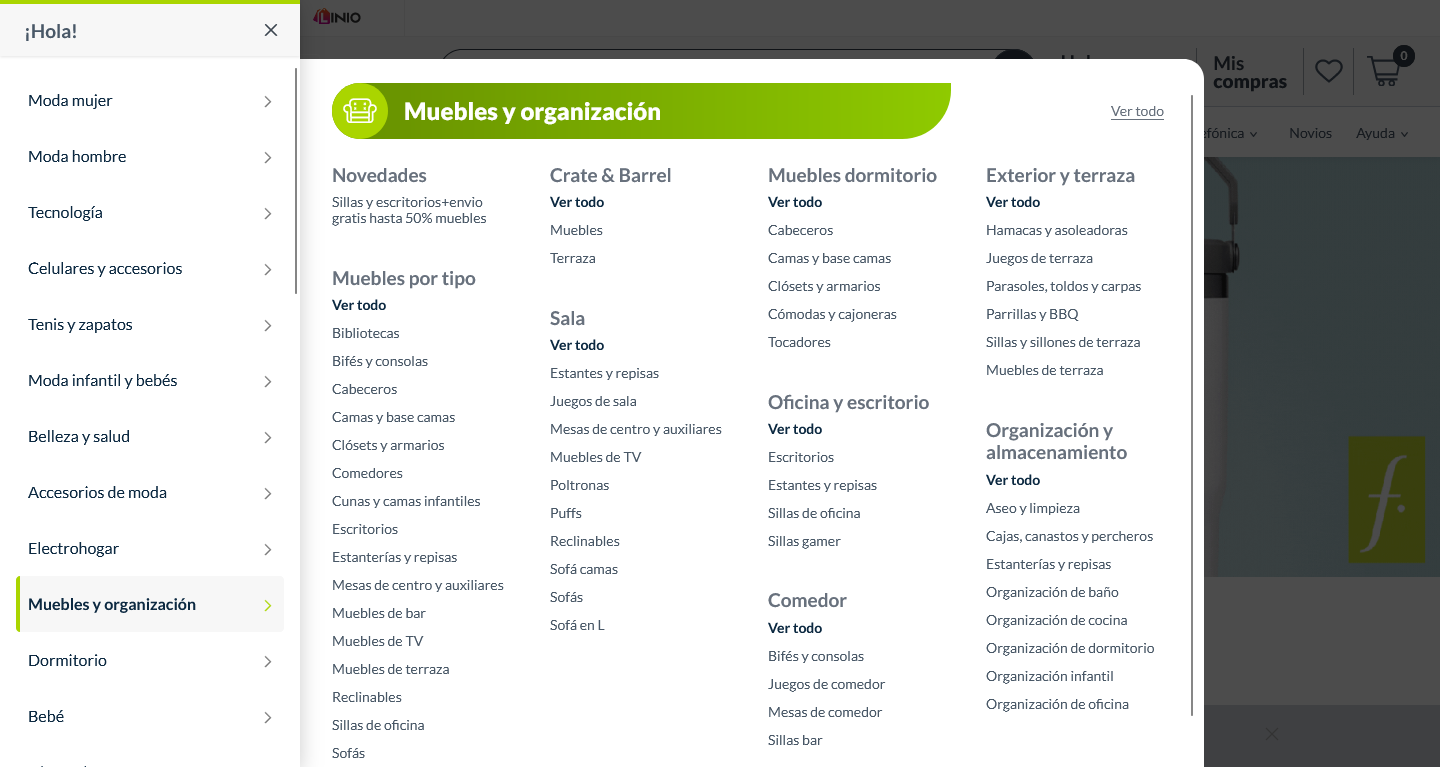 ¡Hola!
Moda mujer
Moda hombre
Tecnología
Celulares y accesorios
Tenis y zapatos
Moda infantil y bebés
Belleza y salud
Accesorios de moda
Electrohogar
Muebles y organización
Dormitorio
Bebé
LINIO
Mis
compras
0
Novios
Ayuda
Muebles y organización
Ver todo
Novedades
Sillas y escritorios+envio
gratis hasta 50% muebles
Muebles por tipo
Ver todo
Bibliotecas
Bifés y consolas
Cabeceros
Camas y base camas
Clósets y armarios
Comedores
Cunas y camas infantiles
Escritorios
Estanterías y repisas
Mesas de centro y auxiliares
Muebles de bar
Muebles de TV
Muebles de terraza
Reclinables
Sillas de oficina
Sofás
Crate & Barrel
Ver todo
Muebles
Terraza
Sala
Ver todo
Estantes y repisas
Juegos de sala
Mesas de centro y auxiliares
Muebles de TV
Poltronas
Puffs
Reclinables
Sofá camas
Sofás
Sofá en L
Muebles dormitorio
Ver todo
Cabeceros
Camas y base camas
Clósets y armarios
Cómodas y cajoneras
Tocadores
Oficina y escritorio
Ver todo
Escritorios
Estantes y repisas
Sillas de oficina
Sillas gamer
Comedor
Ver todo
Bifés y consolas
Juegos de comedor
Mesas de comedor
Sillas bar
Exterior y terraza
Ver todo
Hamacas y asoleadoras
Juegos de terraza
Parasoles, toldos y carpas
Parrillas y BBQ
Sillas y sillones de terraza
Muebles de terraza
Organización y
almacenamiento
Ver todo
Aseo y limpieza
Cajas, canastos y percheros
Estanterías y repisas
Organización de baño
Organización de cocina
Organización de dormitorio
Organización infantil
Organización de oficina
f.